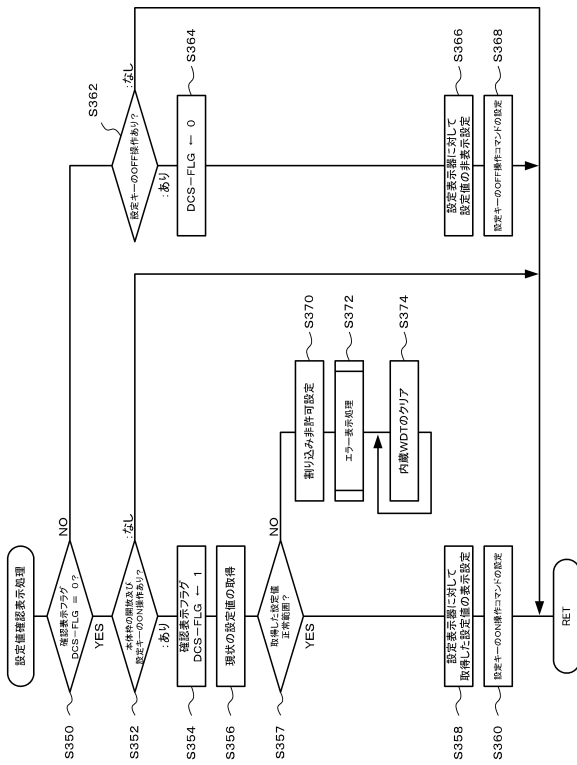 設定値確認表示処理
S350
確認表示フラグ
DCS-FLG = 0?
NO
YES
S352
本体枠の開放及び
設定キーのON操作あり?
:なし
:あり
S354
確認表示フラグ
DCS-FLG ← 1
S356
現状の設定値の取得
S357
取得した設定値
正常範囲?
NO
YES
S358
設定表示器に対して
取得した設定値の表示設定
S360
設定キーのON操作コマンドの設定
RET
S370
割り込み非許可設定
S372
エラー表示処理
S374
内蔵WDTのクリア
S362
設定キーのOFF操作あり?
:なし
:あり
S364
DCS-FLG ← 0
S366
設定表示器に対して
設定値の非表示設定
S368
設定キーのOFF操作コマンドの設定